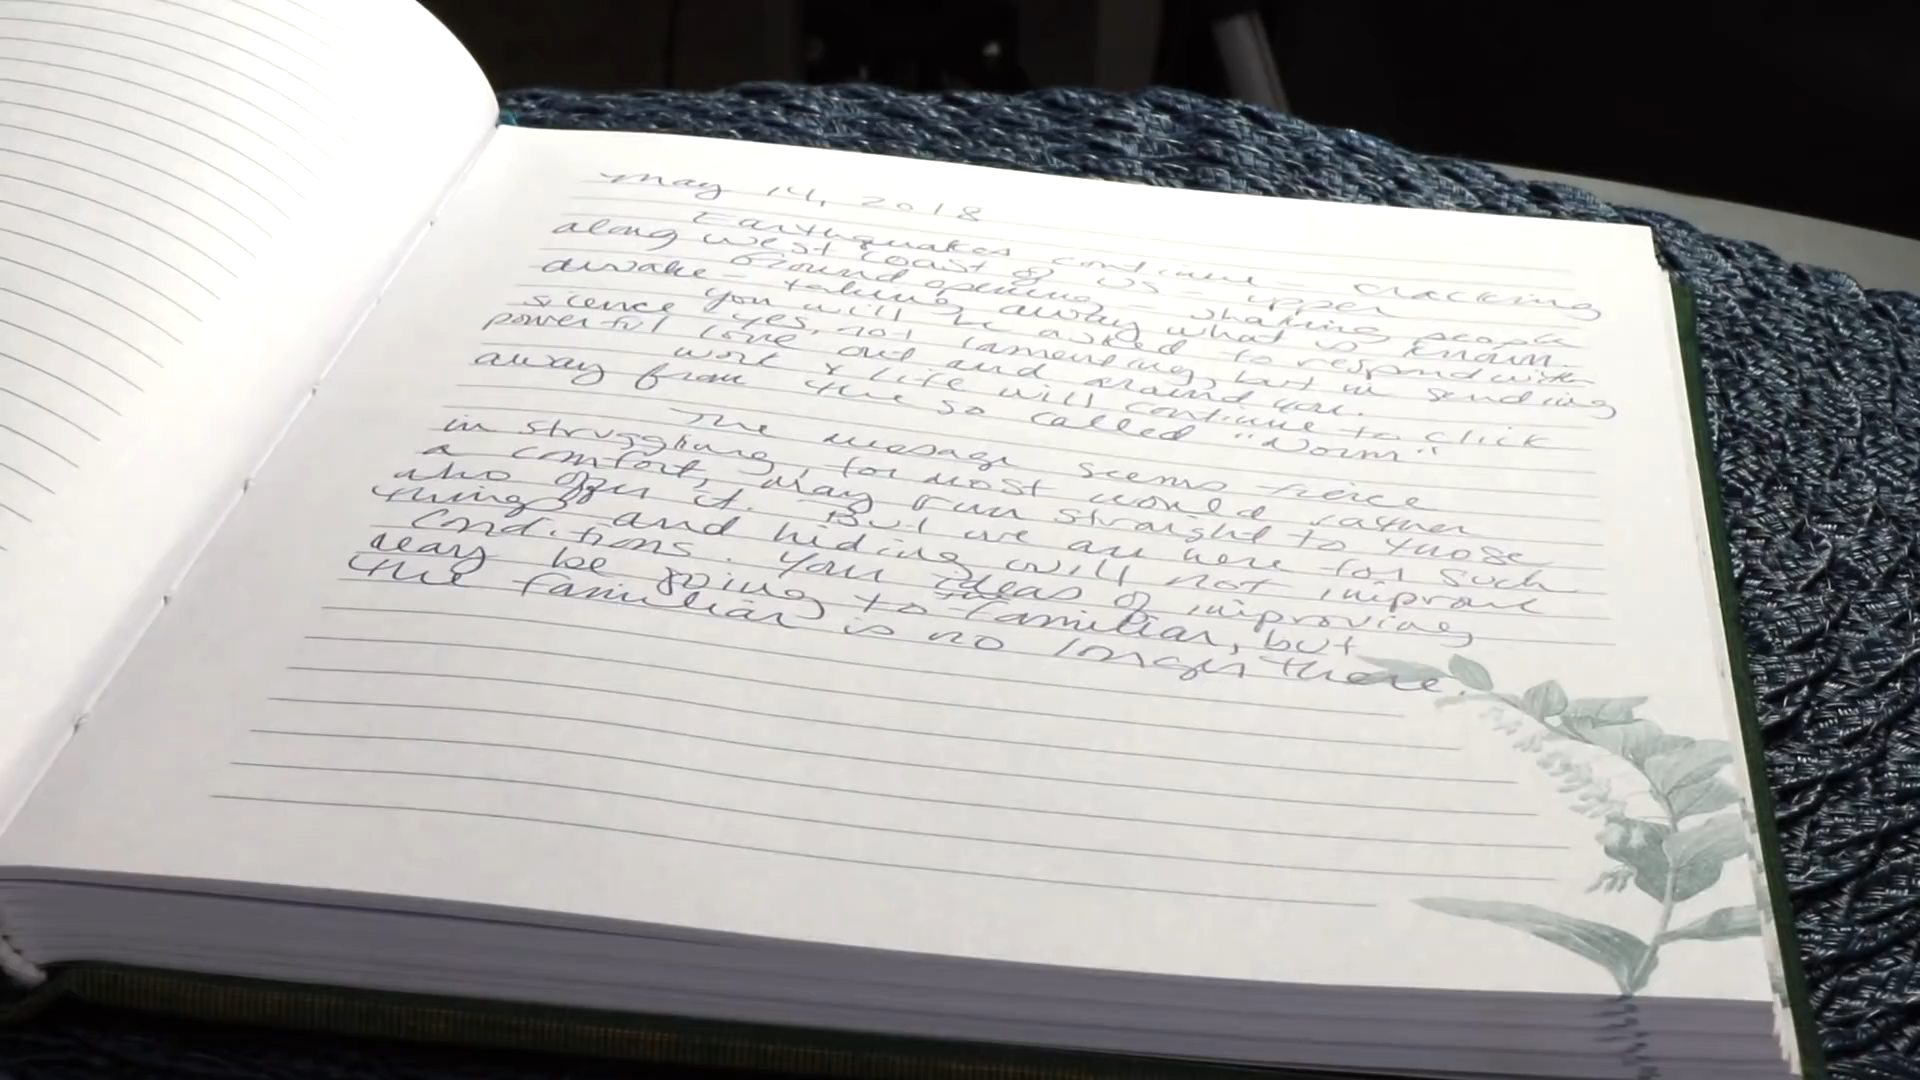 May 14, 2018
Earthquakes continue – cracking
along west coast of US – upper
Ground opening – shaking people
awake – taking away what is known.
You will be asked to respond with
sience yes, not lamenting, but in sending
powerful love out and around you.
Work & life will continue to click
away from the so called "Norm"
The message seems fierce
in struggling, for most would rather
a comfort, May run straight to those
who offer it. But we are here for such
things and hiding will not improve
conditions. Your ideas of improving
may be going to the familiar, but
the familiar is no longer there.